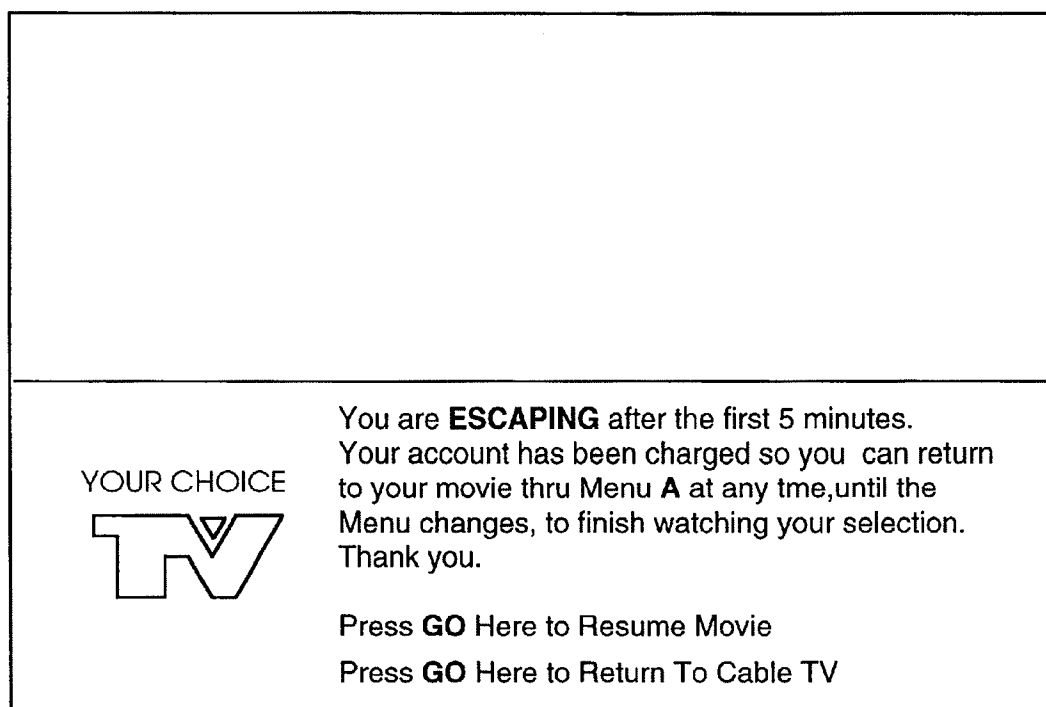 YOUR CHOICE
TV
You are ESCAPING after the first 5 minutes.
Your account has been charged so you can return
to your movie thru Menu A at any tme,until the
Menu changes, to finish watching your selection.
Thank you.
Press GO Here to Resume Movie
Press GO Here to Return To Cable TV